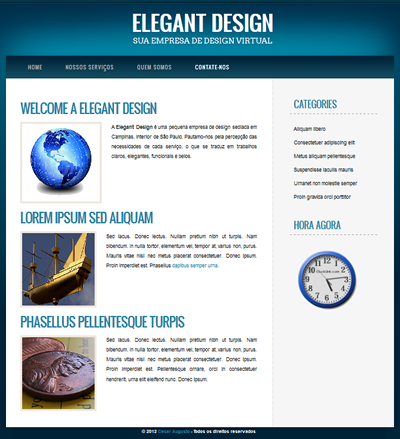 ELEGANT DESIGN
SUA EMPRESA DE DESIGN VIRTUAL
HOME NOSSOS SERVIÇOS QUEM SOMOS CONTATE-NOS
WELCOME A ELEGANT DESIGN
A Elegant Design é uma pequena empresa de design sediada em
Campinas, interior de São Paulo. Pautamo-nos pela percepção das
necessidades de cada serviço, o que se traduz em trabalhos
claros, elegantes, funcionais e belos.
LOREM IPSUM SED ALIQUAM
Sed lacus. Donec lectus. Nullam pretium nibh ut turpis. Nam
bibendum. In nulla tortor, elementum vel, tempor at, varius non, purus.
Mauris vitae nisl nec metus placerat consectetuer. Donec ipsum.
Proin imperdiet est. Phasellus dapibus semper urna.
PHASELLUS PELLENTESQUE TURPIS
Sed lacus. Donec lectus. Nullam pretium nibh ut turpis. Nam
bibendum. In nulla tortor, elementum vel, tempor at, varius non, purus.
Mauris vitae nisl nec metus placerat consectetuer. Donec ipsum.
Proin imperdiet est. Pellentesque ornare, orci in consectetuer
hendrerit, urna elit eleifend nunc. Donec ipsum.
CATEGORIES
Aliquam libero
Consectetuer adipiscing elit
Metus aliquam pellentesque
Suspendisse iaculis mauris
Urnanet non molestie semper
Proin gravida orci porttitor
HORA AGORA
© 2012 Cesar Augusto - Todos os direitos reservados